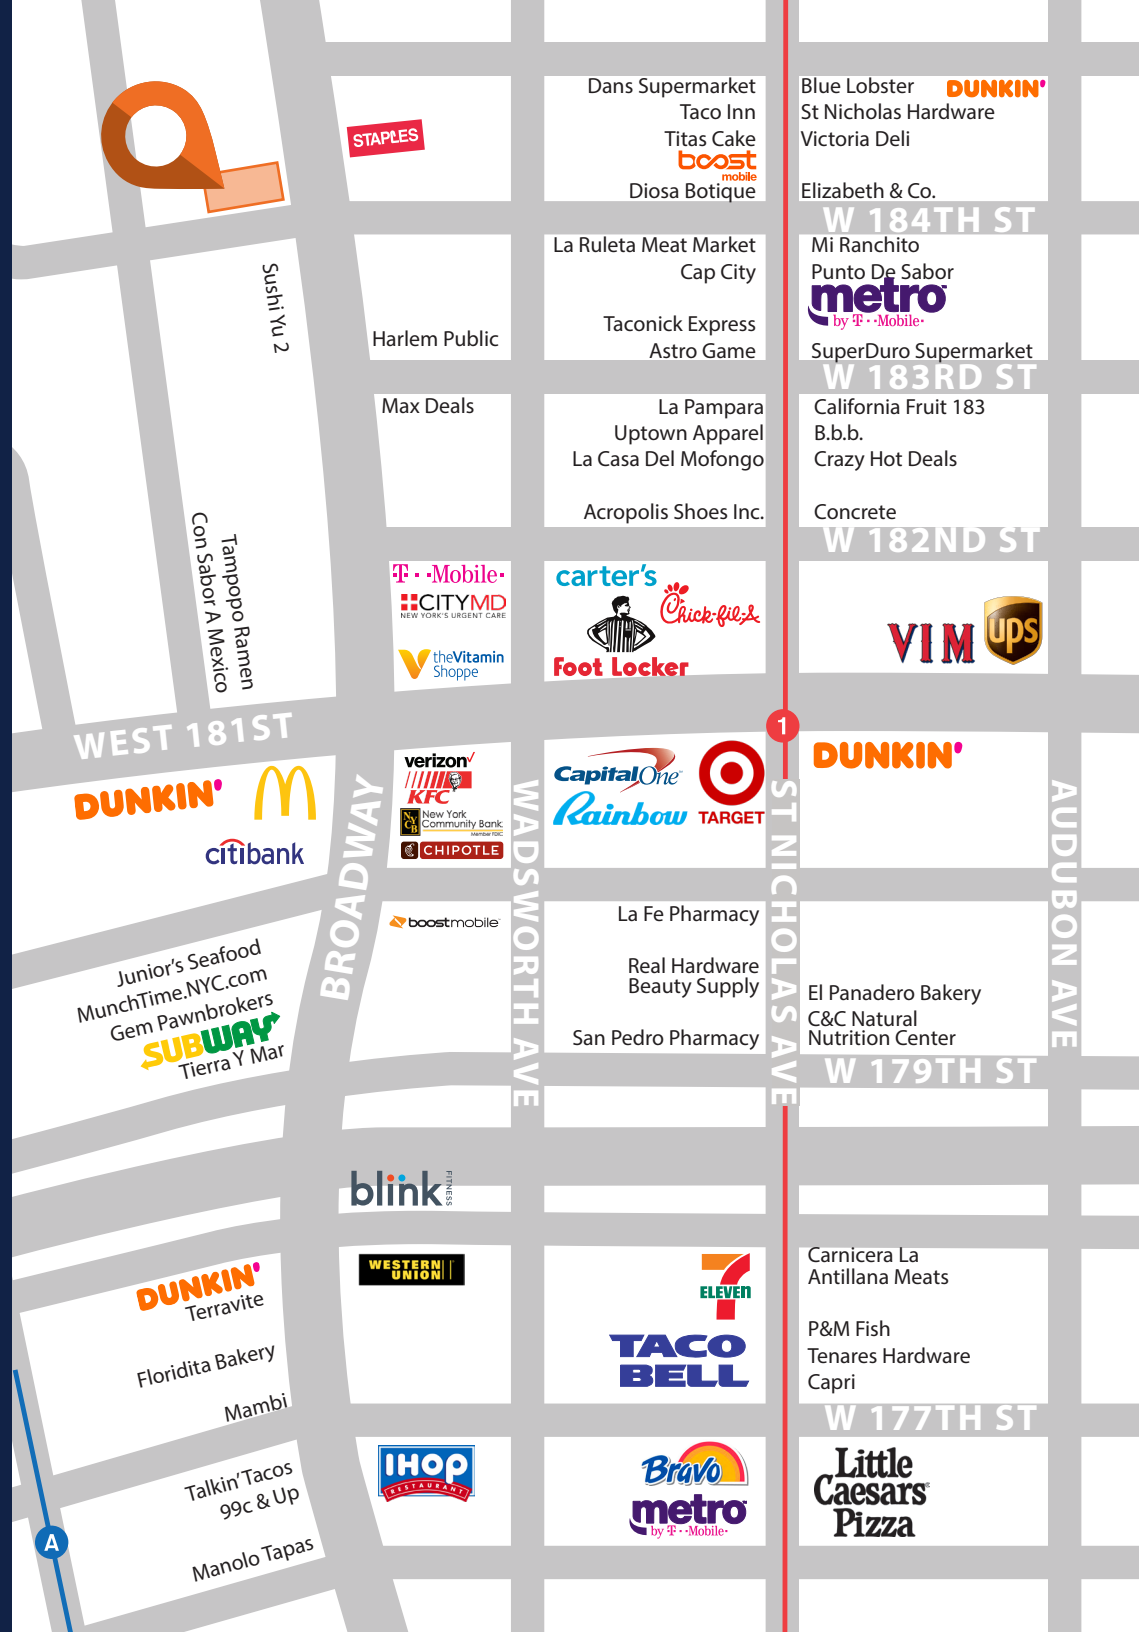 Dans Supermarket
Taco Inn
Titas Cake
boost
mobile
Diosa Botique
Blue Lobster
DUNKIN'
St Nicholas Hardware
Victoria Deli
Elizabeth & Co.
STAPLES
W 184TH ST
La Ruleta Meat Market
Cap City
Taconick Express
Astro Game
Mi Ranchito
Punto De Sabor
metro
by T-Mobile
SuperDuro Supermarket
Sushi Yu 2
Harlem Public
W 183RD ST
Max Deals
La Pampara
Uptown Apparel
La Casa Del Mofongo
Acropolis Shoes Inc.
California Fruit 183
B.b.b.
Crazy Hot Deals
Concrete
W 182ND ST
Tampopo Ramen
Con Sabor A Mexico
T-Mobile
CITYMD
NEW YORK'S URGENT CARE
theVitamin
Shoppe
carter's
Chick-fil-A
Foot Locker
VIM
ups
WEST 181ST
1
DUNKIN'
citibank
verizon
KFC
NYCB
New York
Community Bank
Member FDIC
CHIPOTLE
CapitalOne
Rainbow
TARGET
DUNKIN'
BROADWAY
WADSWORTH AVE
ST NICHOLAS AVE
AUDUBON AVE
boostmobile
La Fe Pharmacy
Real Hardware
Beauty Supply
San Pedro Pharmacy
El Panadero Bakery
C&C Natural
Nutrition Center
Junior's Seafood
MunchTime.NYC.com
Gem Pawnbrokers
SUBWAY
Tierra Y Mar
W 179TH ST
blink
FITNESS
DUNKIN'
Terravite
Floridita Bakery
Mambi
WESTERN
UNION
7
ELEVEn
TACO
BELL
Carnicera La
Antillana Meats
P&M Fish
Tenares Hardware
Capri
W 177TH ST
Talkin' Tacos
99c & Up
Manolo Tapas
A
IHOP
RESTAURANT
Bravo
metro
by T-Mobile
Little
Caesars
Pizza